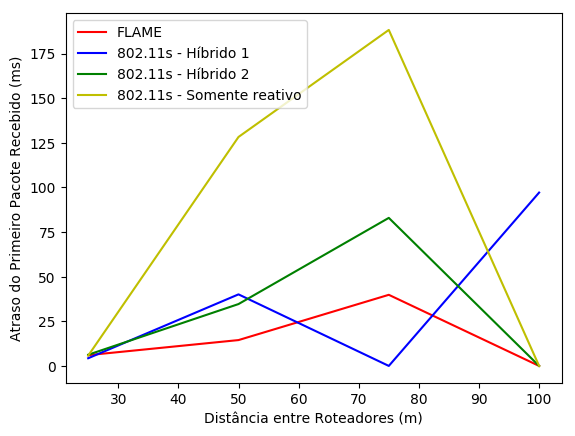 FLAME
802.11s - Híbrido 1
802.11s - Híbrido 2
802.11s - Somente reativo
Atraso do Primeiro Pacote Recebido (ms)
175
150
125
100
75
50
25
0
30 40 50 60 70 80 90 100
Distância entre Roteadores (m)